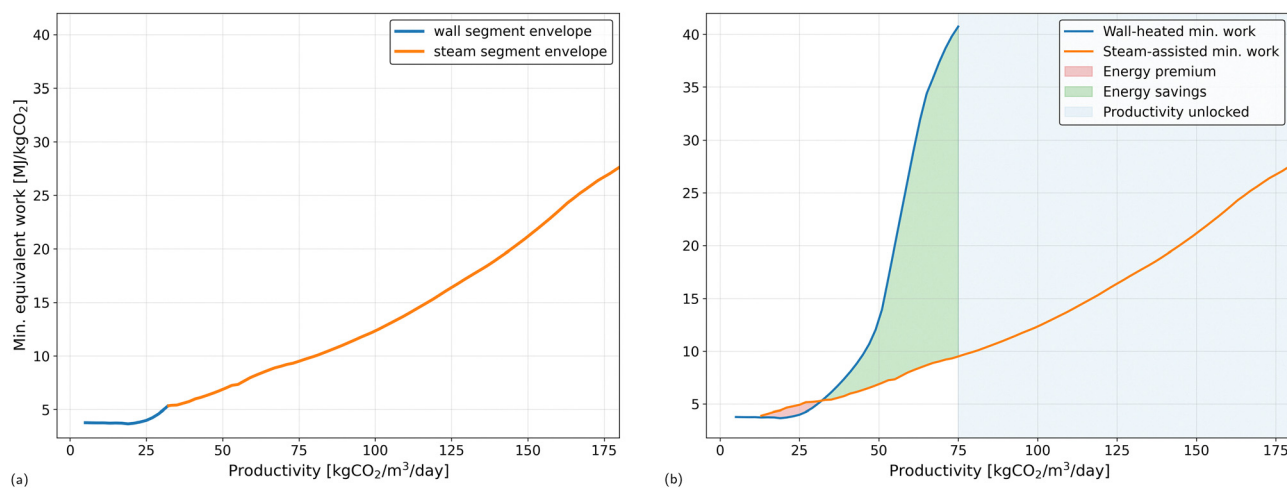 Min. equivalent work [MJ/kgCO₂]
40
35
30
25
20
15
10
5
wall segment envelope
steam segment envelope
0 25 50 75 100 125 150 175
Productivity [kgCO₂/m³/day]
(a)
40
35
30
25
20
15
10
5
Wall-heated min. work
Steam-assisted min. work
Energy premium
Energy savings
Productivity unlocked
0 25 50 75 100 125 150 175
Productivity [kgCO₂/m³/day]
(b)